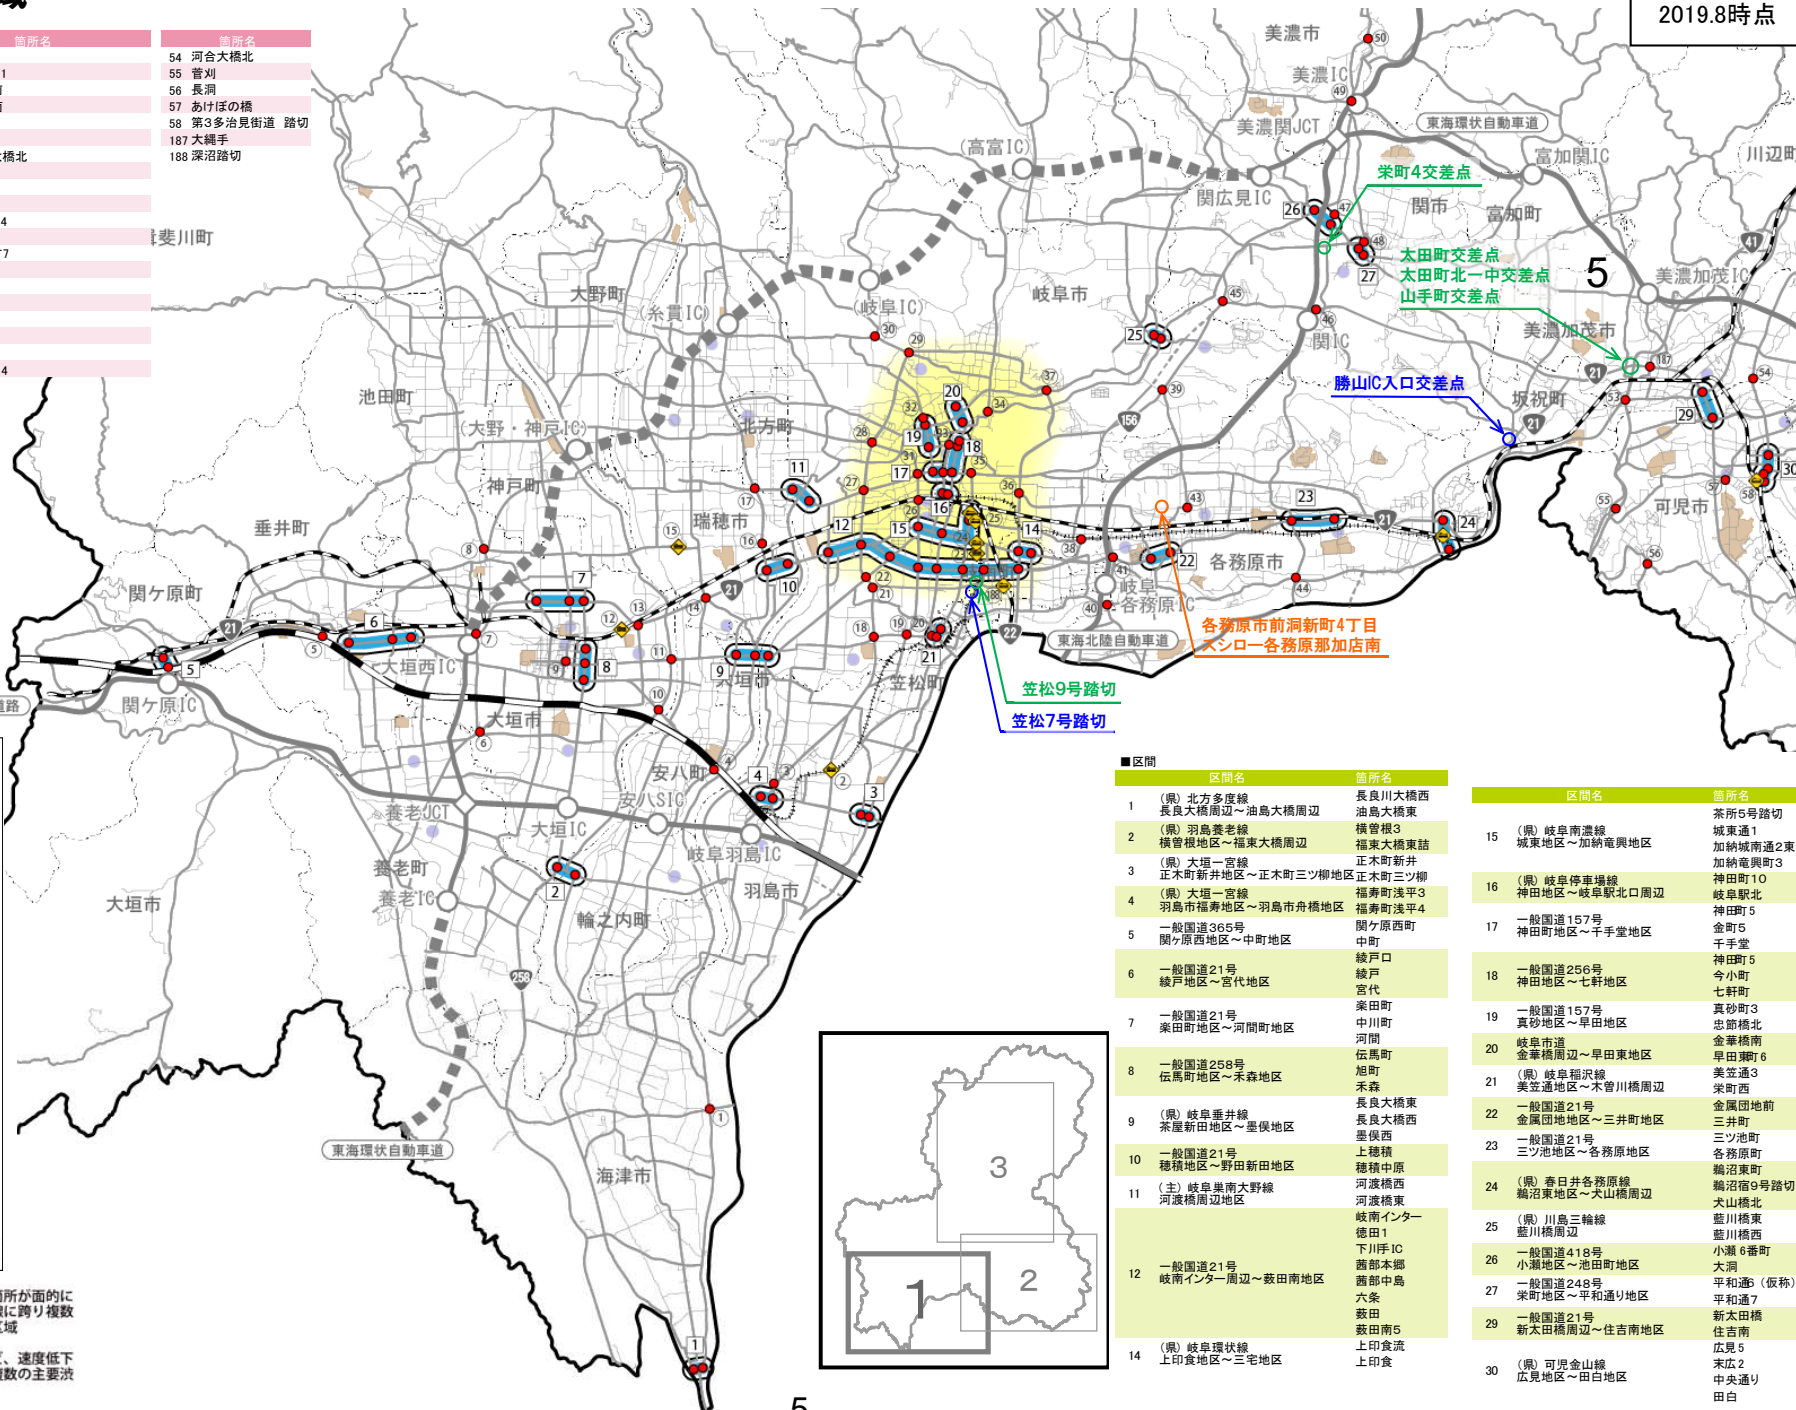 域
2019.8時点
箇所名
1
橋北
4
7
4
箇所名
54 河合大橋北
55 菅刈
56 長洞
57 あけぼの橋
58 第3多治見街道 踏切
187 大縄手
188 深沼踏切
美濃市
美濃IC
美濃関JCT
東海環状自動車道
(高富IC)
富加関IC
川辺町
関広見IC
栄町4交差点
関市
富加町
揖斐川町
大野町
(糸貫IC)
(岐阜IC)
岐阜市
太田町交差点
太田町北一中交差点
山手町交差点
5
美濃加茂IC
美濃加茂市
関IC
勝山IC入口交差点
坂祝町
池田町
(大野・神戸IC)
北方町
神戸町
瑞穂市
垂井町
関ケ原町
各務原市
岐阜
各務原IC
可児市
東海北陸自動車道
各務原市前洞新町4丁目
スシロー各務原那加店南
大垣西IC
大垣市
笠松町
笠松9号踏切
笠松7号踏切
道路
関ケ原IC
大垣市
安八町
養老JCT
大垣IC
安八SIC
岐阜羽島IC
養老町
養老IC
羽島市
大垣市
輪之内町
東海環状自動車道
海津市
1
2
3
■区間
区間名 箇所名
1 (県) 北方多度線 長良大橋周辺～油島大橋周辺 長良川大橋西 油島大橋東
2 (県) 羽島養老線 横曽根地区～福東大橋周辺 横曽根3 福東大橋東詰
3 (県) 大垣一宮線 正木町新井地区～正木町三ツ柳地区 正木町新井 正木町三ツ柳
4 (県) 大垣一宮線 羽島市福寿地区～羽島市舟橋地区 福寿町浅平3 福寿町浅平4
5 一般国道365号 関ヶ原西地区～中町地区 関ケ原西町 中町
6 一般国道21号 綾戸地区～宮代地区 綾戸口 綾戸 宮代
7 一般国道21号 楽田町地区～河間町地区 楽田町 中川町 河間
8 一般国道258号 伝馬町地区～禾森地区 伝馬町 旭町 禾森
9 (県) 岐阜垂井線 茶屋新田地区～墨俣地区 長良大橋東 長良大橋西 墨俣西
10 一般国道21号 穂積地区～野田新田地区 上穂積 穂積中原
11 (主) 岐阜巣南大野線 河渡橋周辺地区 河渡橋西 河渡橋東
12 一般国道21号 岐南インター周辺～薮田南地区 岐南インター 徳田1 下川手IC 茜部本郷 茜部中島 六条 薮田 薮田南5
14 (県) 岐阜環状線 上印食地区～三宅地区 上印食流 上印食
区間名 箇所名
15 (県) 岐阜南濃線 城東地区～加納竜興地区 茶所5号踏切 城東通1 加納城南通2東 加納竜興町3
16 (県) 岐阜停車場線 神田地区～岐阜駅北口周辺 神田町10 岐阜駅北
17 一般国道157号 神田町地区～千手堂地区 神田町5 金町5 千手堂
18 一般国道256号 神田地区～七軒地区 神田町5 今小町 七軒町
19 一般国道157号 真砂地区～早田地区 真砂町3 忠節橋北
20 岐阜市道 金華橋周辺～早田東地区 金華橋南 早田東町6
21 (県) 岐阜稲沢線 美笠通地区～木曽川橋周辺 美笠通3 栄町西
22 一般国道21号 金属団地地区～三井町地区 金属団地前 三井町
23 一般国道21号 三ツ池地区～各務原地区 三ツ池町 各務原町
24 (県) 春日井各務原線 鵜沼東地区～犬山橋周辺 鵜沼東町 鵜沼宿9号踏切 犬山橋北
25 (県) 川島三輪線 藍川橋周辺 藍川橋東 藍川橋西
26 一般国道418号 小瀬地区～池田町地区 小瀬6番町 大洞
27 一般国道248号 栄町地区～平和通り地区 平和通6 (仮称) 平和通7
29 一般国道21号 新太田橋周辺～住吉南地区 新太田橋 住吉南
30 (県) 可児金山線 広見地区～田白地区 広見5 末広2 中央通り 田白
箇所が面的に
線に跨り複数
区域
、速度低下
複数の主要渋
5